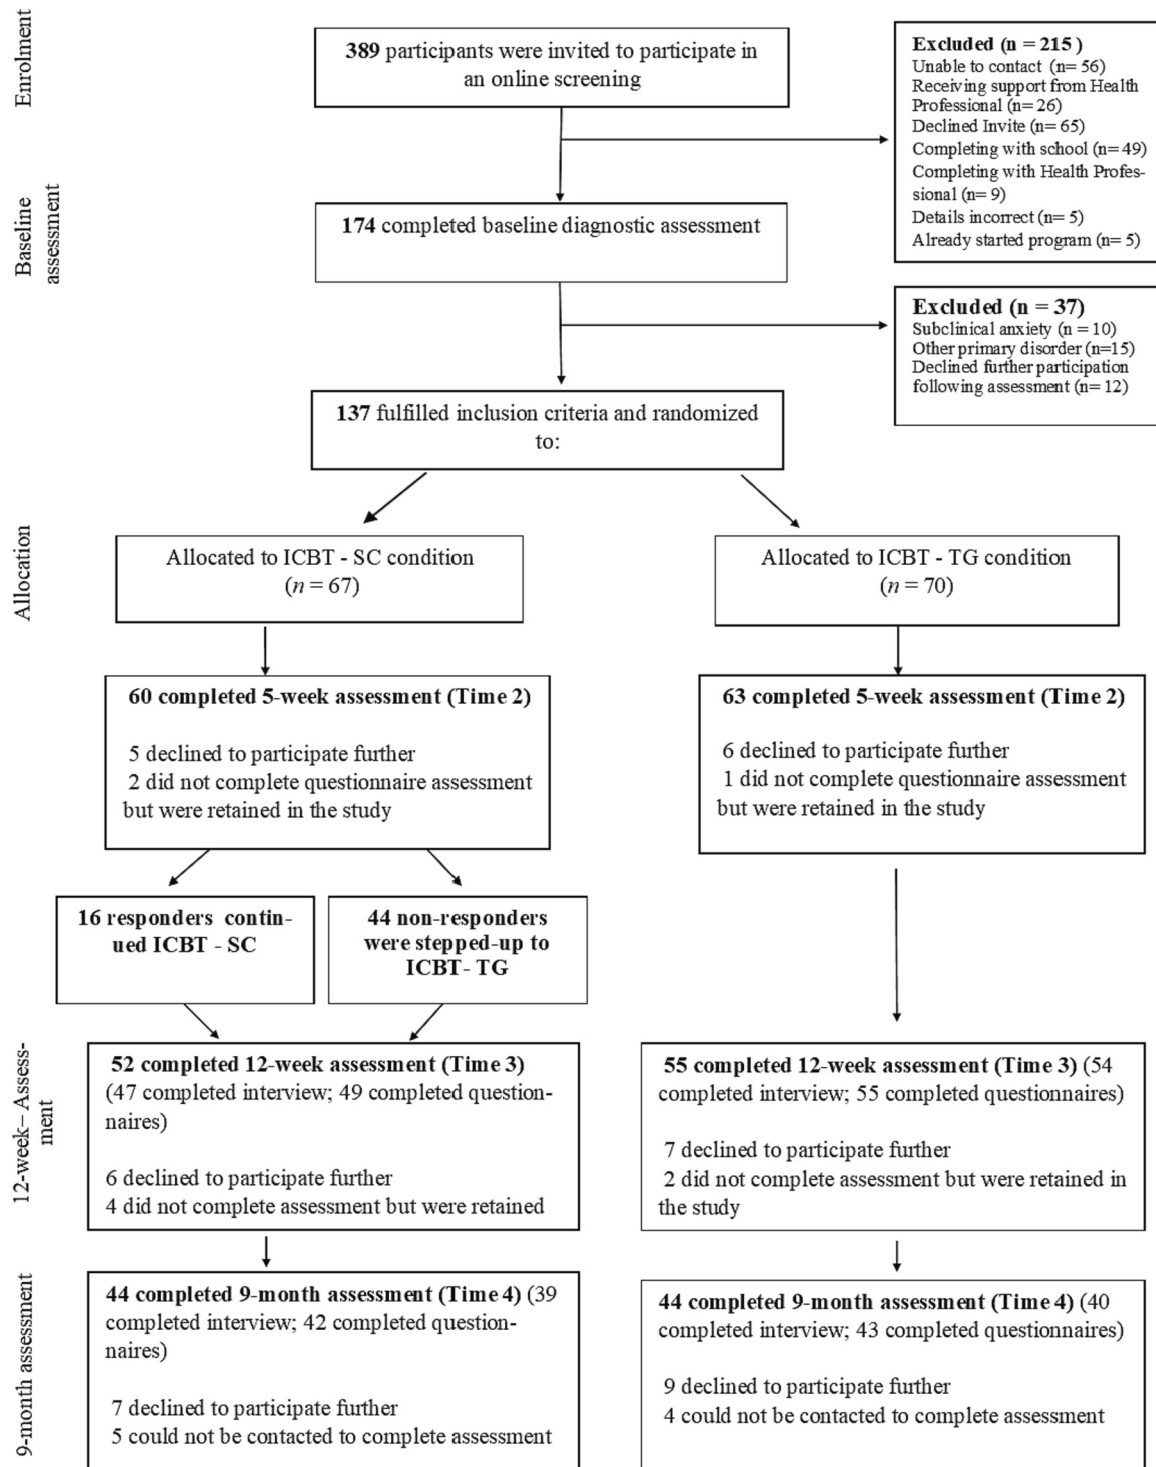 Enrolment
389 participants were invited to participate in
an online screening
Excluded (n = 215 )
Unable to contact (n= 56)
Receiving support from Health
Professional (n= 26)
Declined Invite (n= 65)
Completing with school (n= 49)
Completing with Health Profes-
sional (n= 9)
Details incorrect (n= 5)
Already started program (n= 5)
Baseline
assessment
174 completed baseline diagnostic assessment
Excluded (n = 37)
Subclinical anxiety (n = 10)
Other primary disorder (n=15)
Declined further participation
following assessment (n= 12)
137 fulfilled inclusion criteria and randomized
to:
Allocation
Allocated to ICBT - SC condition
(n = 67)
Allocated to ICBT - TG condition
(n = 70)
60 completed 5-week assessment (Time 2)
5 declined to participate further
2 did not complete questionnaire assessment
but were retained in the study
63 completed 5-week assessment (Time 2)
6 declined to participate further
1 did not complete questionnaire assessment
but were retained in the study
16 responders contin-
ued ICBT - SC
44 non-responders
were stepped-up to
ICBT- TG
12-week– Assess-
ment
52 completed 12-week assessment (Time 3)
(47 completed interview; 49 completed question-
naires)
6 declined to participate further
4 did not complete assessment but were retained
55 completed 12-week assessment (Time 3) (54
completed interview; 55 completed questionnaires)
7 declined to participate further
2 did not complete assessment but were retained in
the study
9-month assessment
44 completed 9-month assessment (Time 4) (39
completed interview; 42 completed question-
naires)
7 declined to participate further
5 could not be contacted to complete assessment
44 completed 9-month assessment (Time 4) (40
completed interview; 43 completed questionnaires)
9 declined to participate further
4 could not be contacted to complete assessment